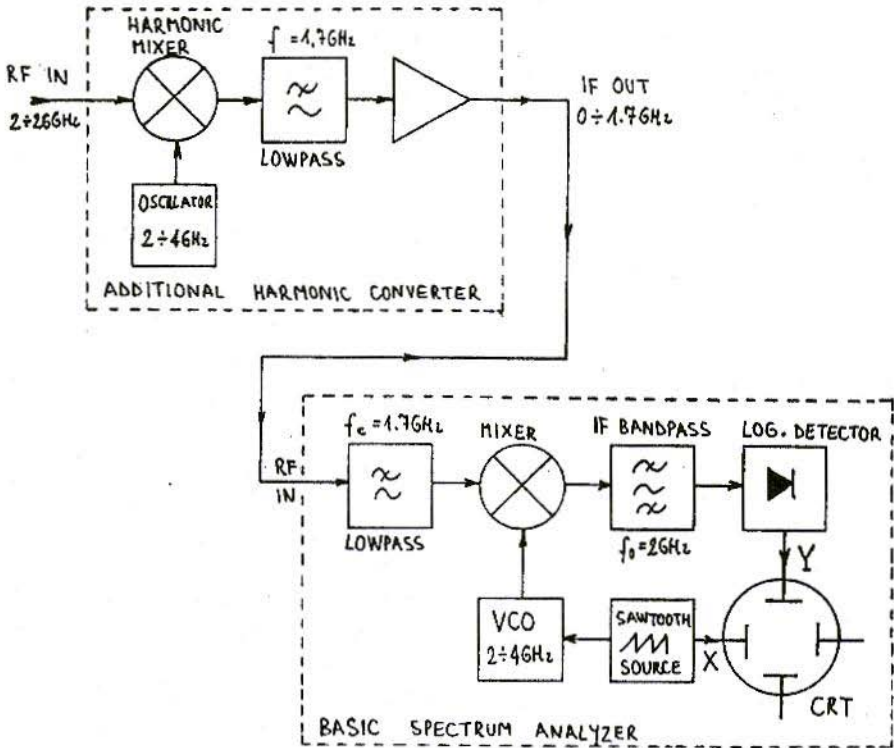 HARMONIC
MIXER
f = 1,7GHz
RF IN
2÷26GHz
IF OUT
0÷1.7GHz
LOWPASS
OSCILLATOR
2÷4GHz
ADDITIONAL HARMONIC CONVERTER
fc = 1.7GHz
MIXER
IF BANDPASS
LOG. DETECTOR
RF
IN
LOWPASS
f0 = 2GHz
Y
VCO
2÷4GHz
SAWTOOTH
SOURCE
X
CRT
BASIC SPECTRUM ANALYZER